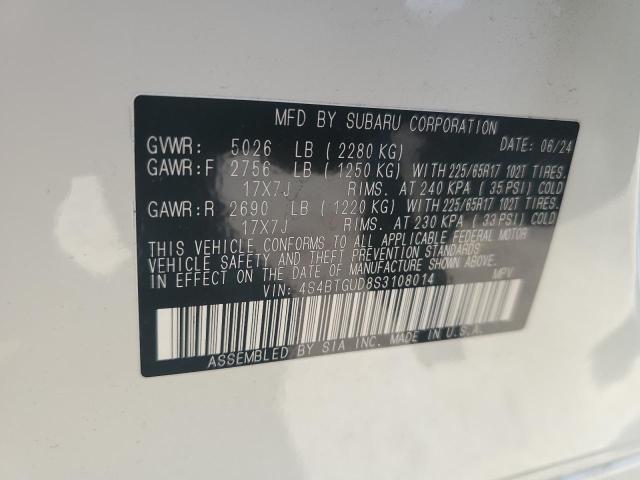 MFD BY SUBARU CORPORATION
GVWR: 5026 LB (2280 KG) DATE: 06/24
GAWR:F 2756 LB (1250 KG) WITH 225/65R17 102T TIRES.
17X7J RIMS. AT 240 KPA (35 PSI) COLD
GAWR:R 2690 LB (1220 KG) WITH 225/65R17 102T TIRES.
17X7J RIMS. AT 230 KPA (33 PSI) COLD
THIS VEHICLE CONFORMS TO ALL APPLICABLE FEDERAL MOTOR
VEHICLE SAFETY AND THEFT PREVENTION STANDARDS
IN EFFECT ON THE DATE OF MANUFACTURE SHOWN ABOVE.
VIN: 4S4BTGUD8S3108014 MPV
ASSEMBLED BY SIA INC. MADE IN U.S.A.